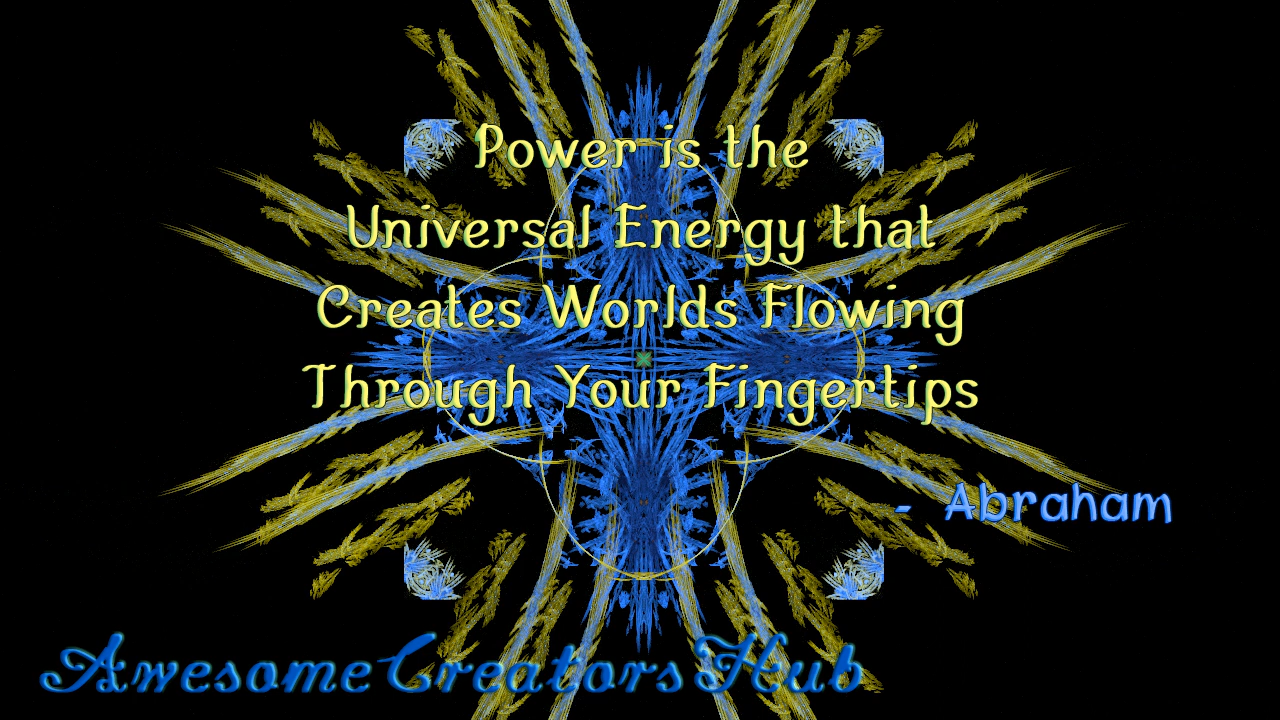 Power is the
Universal Energy that
Creates Worlds Flowing
Through Your Fingertips
- Abraham
AwesomeCreatorsHub